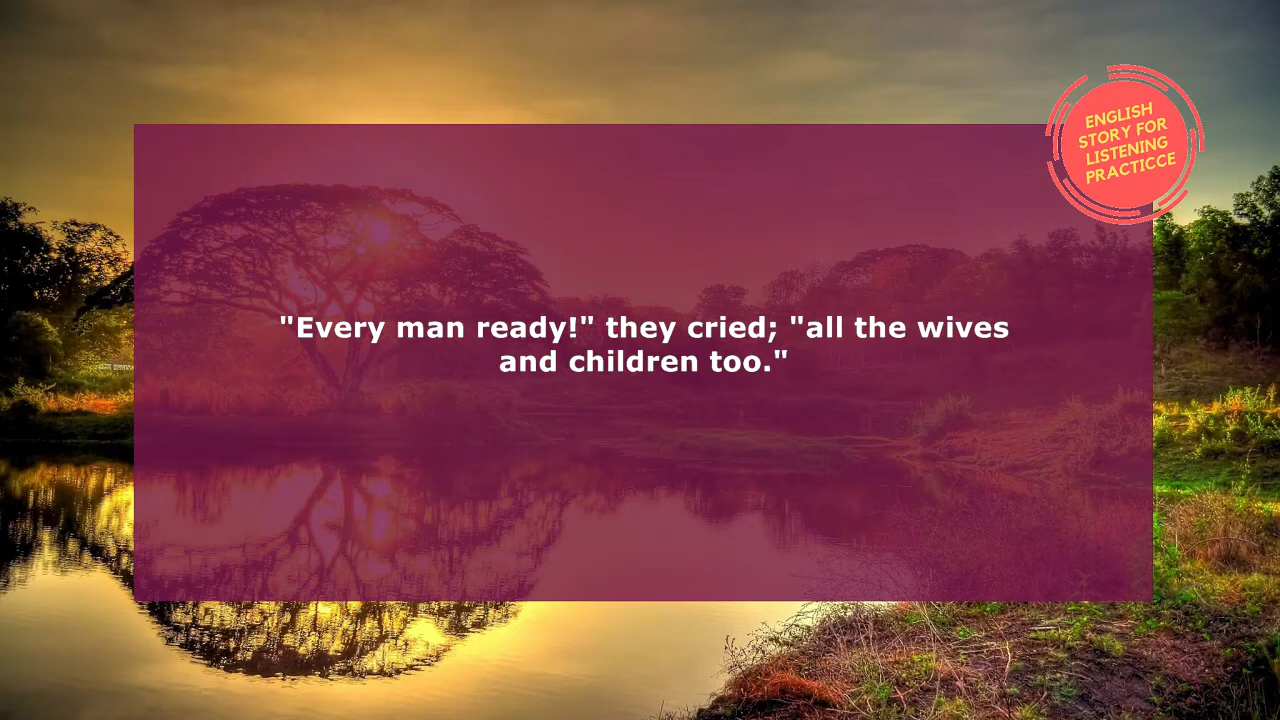 ENGLISH
STORY FOR
LISTENING
PRACTICCE
"Every man ready!" they cried; "all the wives
and children too."